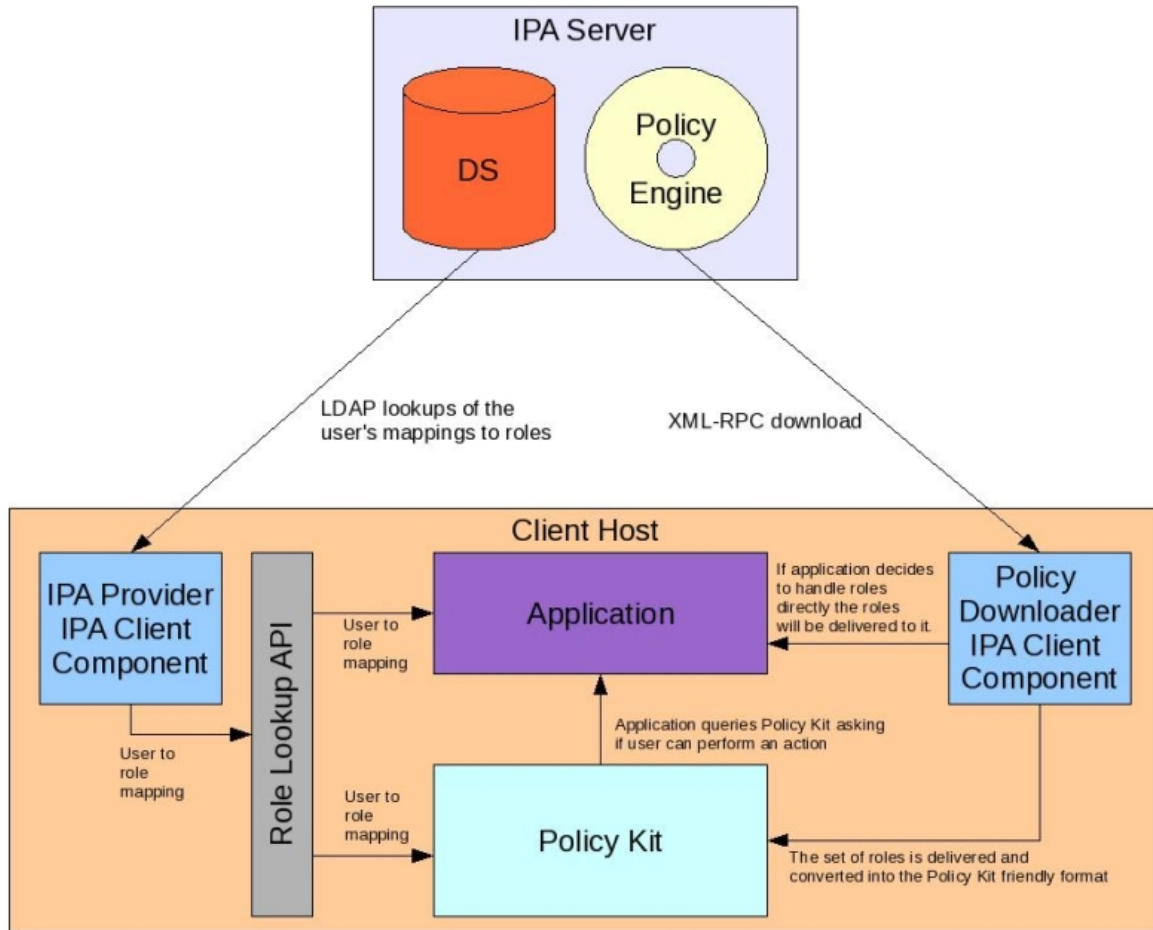 IPA Server
DS
Policy
Engine
LDAP lookups of the
user's mappings to roles
XML-RPC download
Client Host
IPA Provider
IPA Client
Component
Role Lookup API
User to
role
mapping
User to
role
mapping
User to
role
mapping
Application
If application decides
to handle roles
directly the roles
will be delivered to it.
Policy
Downloader
IPA Client
Component
Application queries Policy Kit asking
if user can perform an action
Policy Kit
The set of roles is delivered and
converted into the Policy Kit friendly format